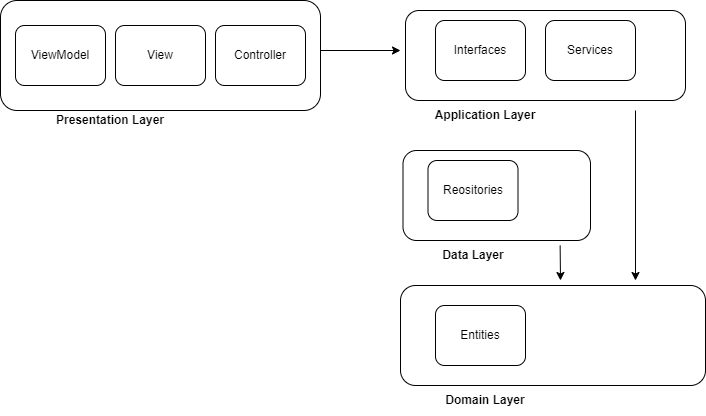 ViewModel
View
Controller
Presentation Layer
Interfaces
Services
Application Layer
Reositories
Data Layer
Entities
Domain Layer